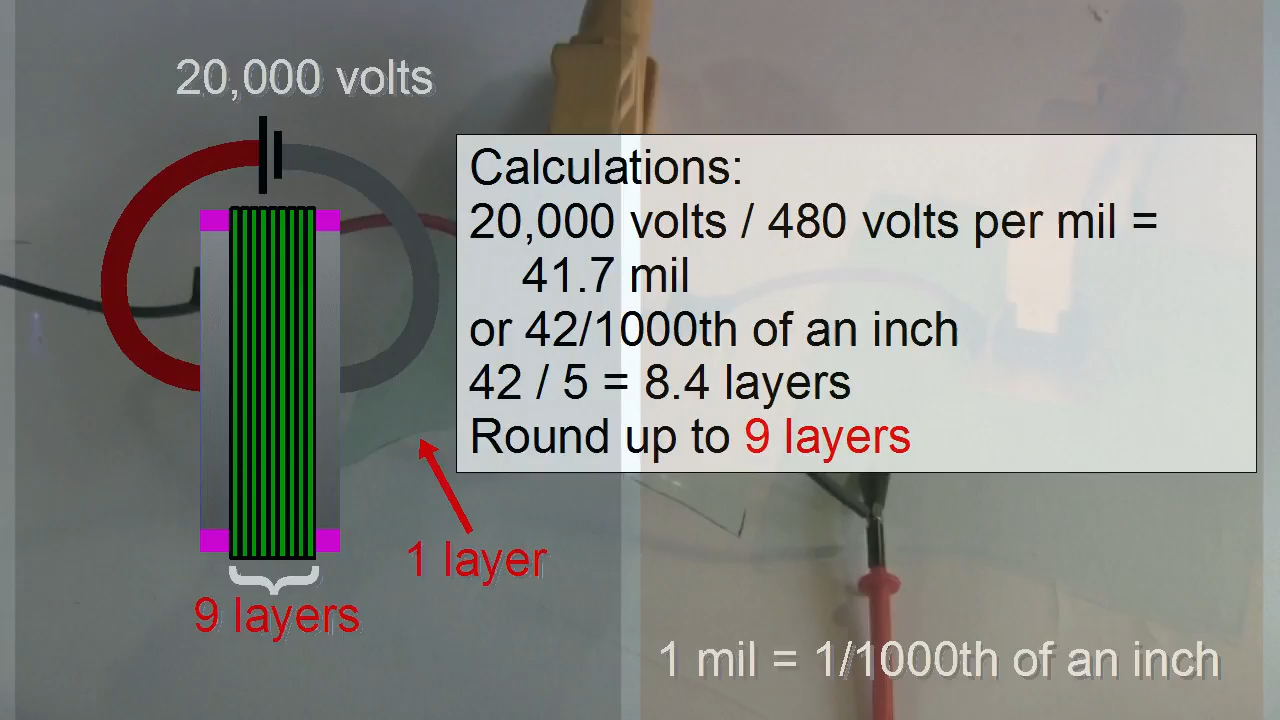 20,000 volts
Calculations:
20,000 volts / 480 volts per mil =
41.7 mil
or 42/1000th of an inch
42 / 5 = 8.4 layers
Round up to 9 layers
1 layer
9 layers
1 mil = 1/1000th of an inch